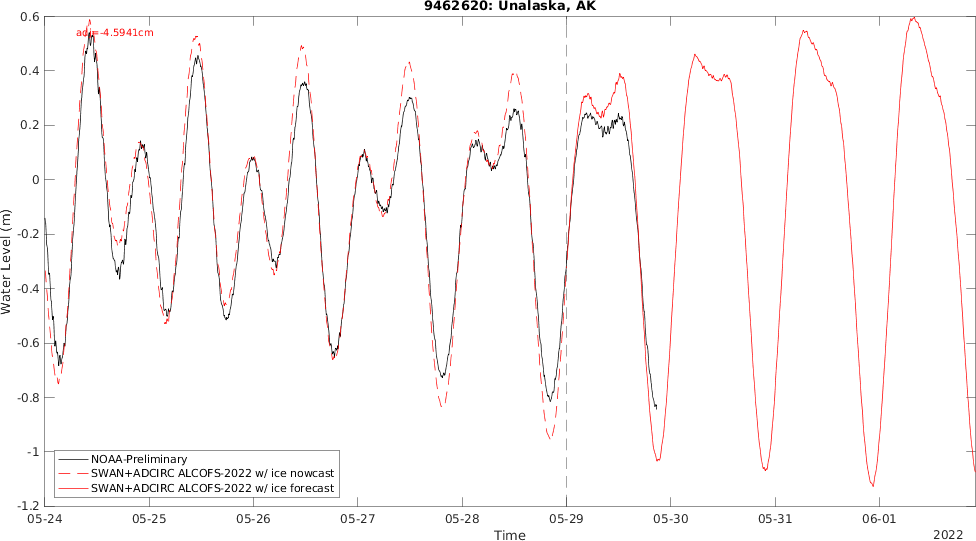 9462620: Unalaska, AK
adj=-4.5941cm
0.6
0.4
0.2
0
-0.2
-0.4
-0.6
-0.8
-1
-1.2
Water Level (m)
NOAA-Preliminary
SWAN+ADCIRC ALCOFS-2022 w/ ice nowcast
SWAN+ADCIRC ALCOFS-2022 w/ ice forecast
05-24 05-25 05-26 05-27 05-28 05-29 05-30 05-31 06-01
Time
2022